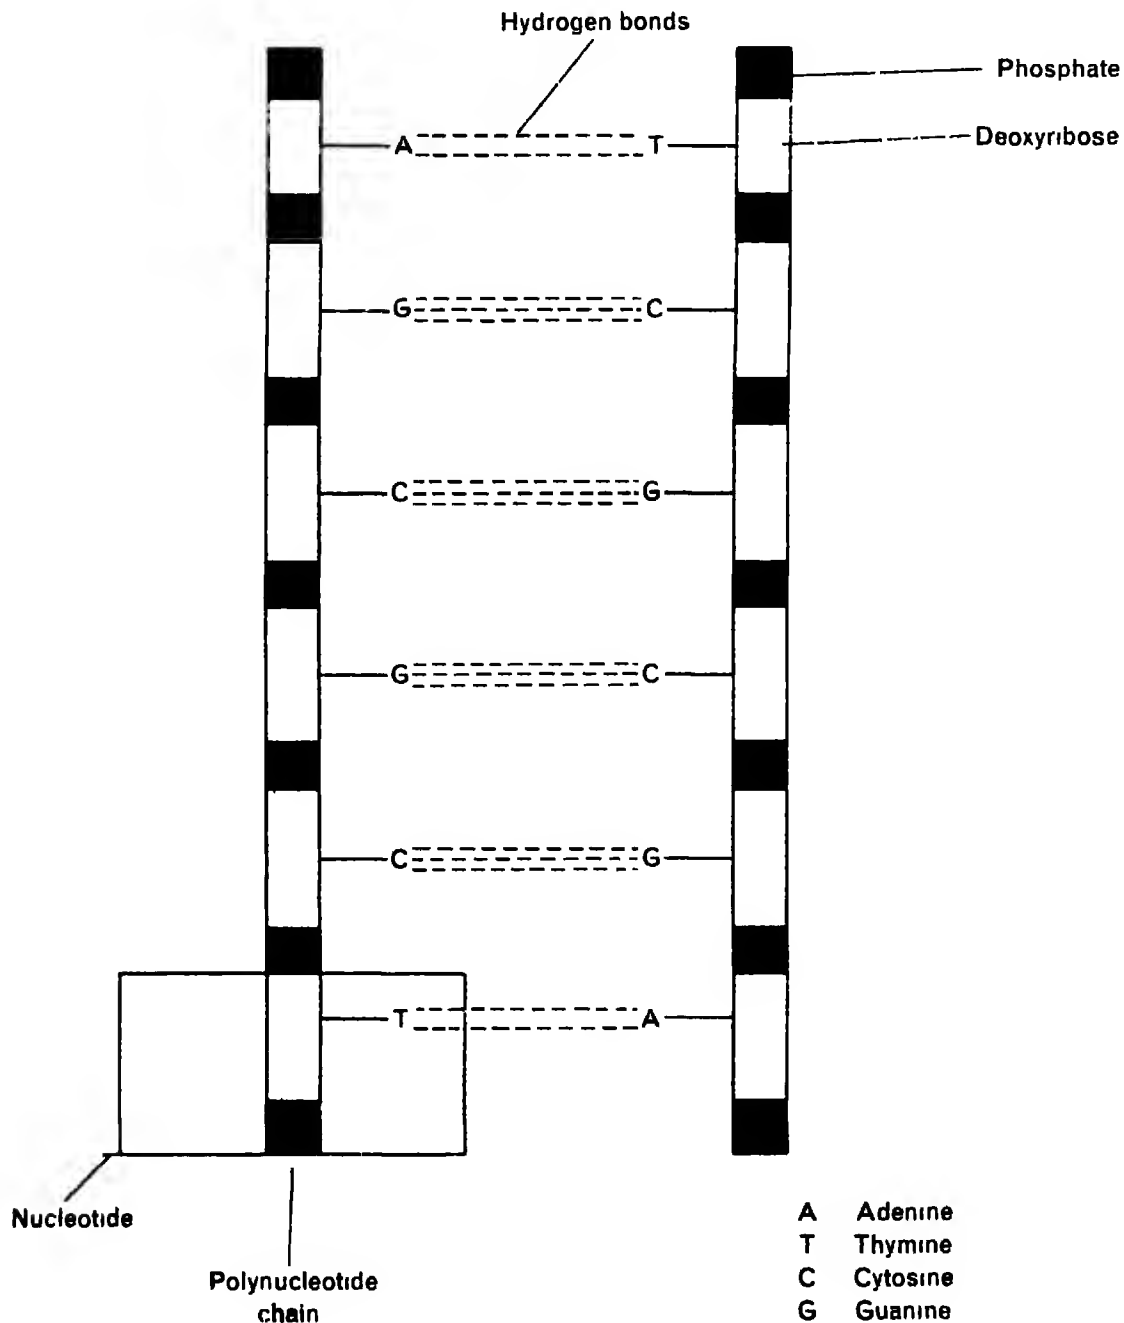 Hydrogen bonds
Phosphate
A T
Deoxyribose
G C
C G
G C
C G
T A
Nucleotide
Polynucleotide
chain
A Adenine
T Thymine
C Cytosine
G Guanine